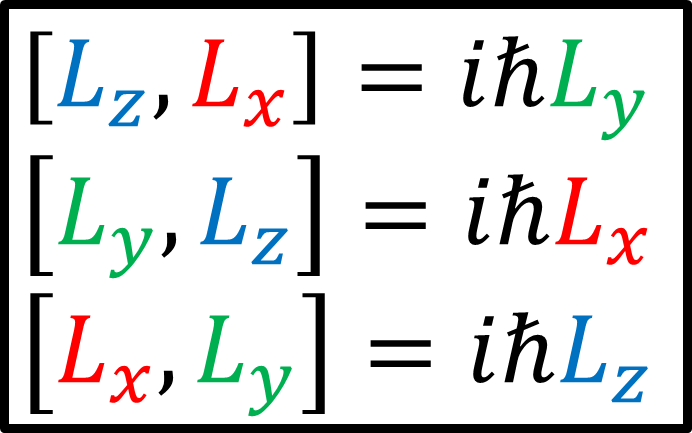 [L_z, L_x] = iħL_y
[L_y, L_z] = iħL_x
[L_x, L_y] = iħL_z